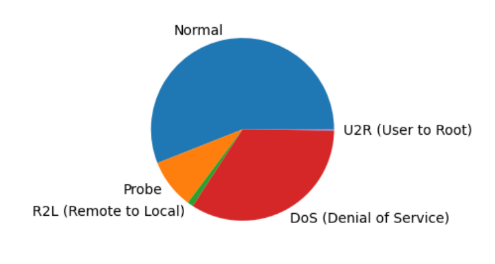 Normal
U2R (User to Root)
Probe
R2L (Remote to Local)
DoS (Denial of Service)